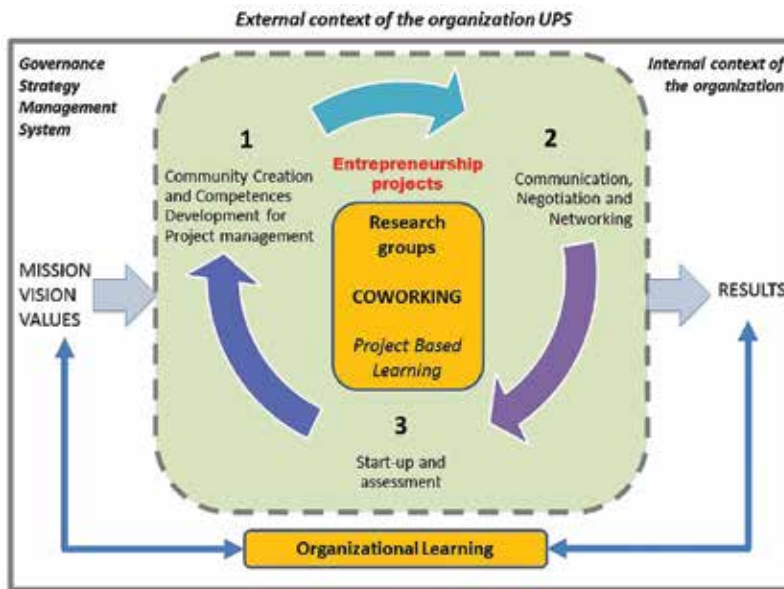 External context of the organization UPS
Governance
Strategy
Management
System
Internal context of
the organization
1
Community Creation
and Competences
Development for
Project management
2
Communication,
Negotiation and
Networking
Entrepreneurship
projects
Research
groups
COWORKING
Project Based
Learning
MISSION
VISION
VALUES
RESULTS
3
Start-up and
assessment
Organizational Learning